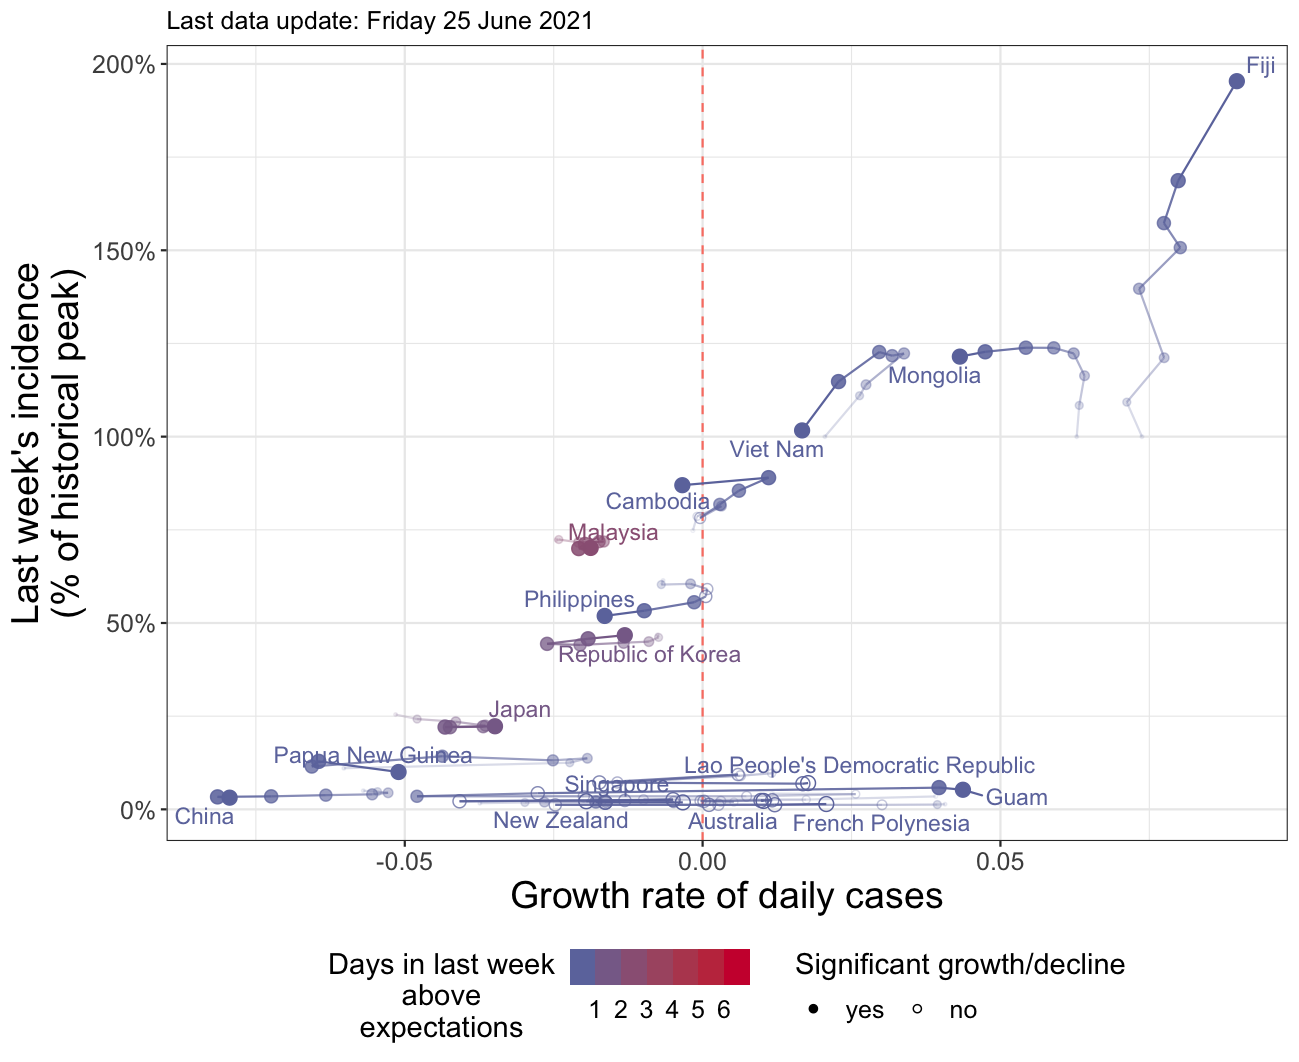 Last data update: Friday 25 June 2021
Last week's incidence
(% of historical peak)
200%
150%
100%
50%
0%
Fiji
Mongolia
Viet Nam
Cambodia
Malaysia
Philippines
Republic of Korea
Japan
Papua New Guinea
Lao People's Democratic Republic
Singapore
Guam
China
New Zealand
Australia
French Polynesia
-0.05
0.00
0.05
Growth rate of daily cases
Days in last week
above
expectations
1 2 3 4 5 6
Significant growth/decline
yes
no